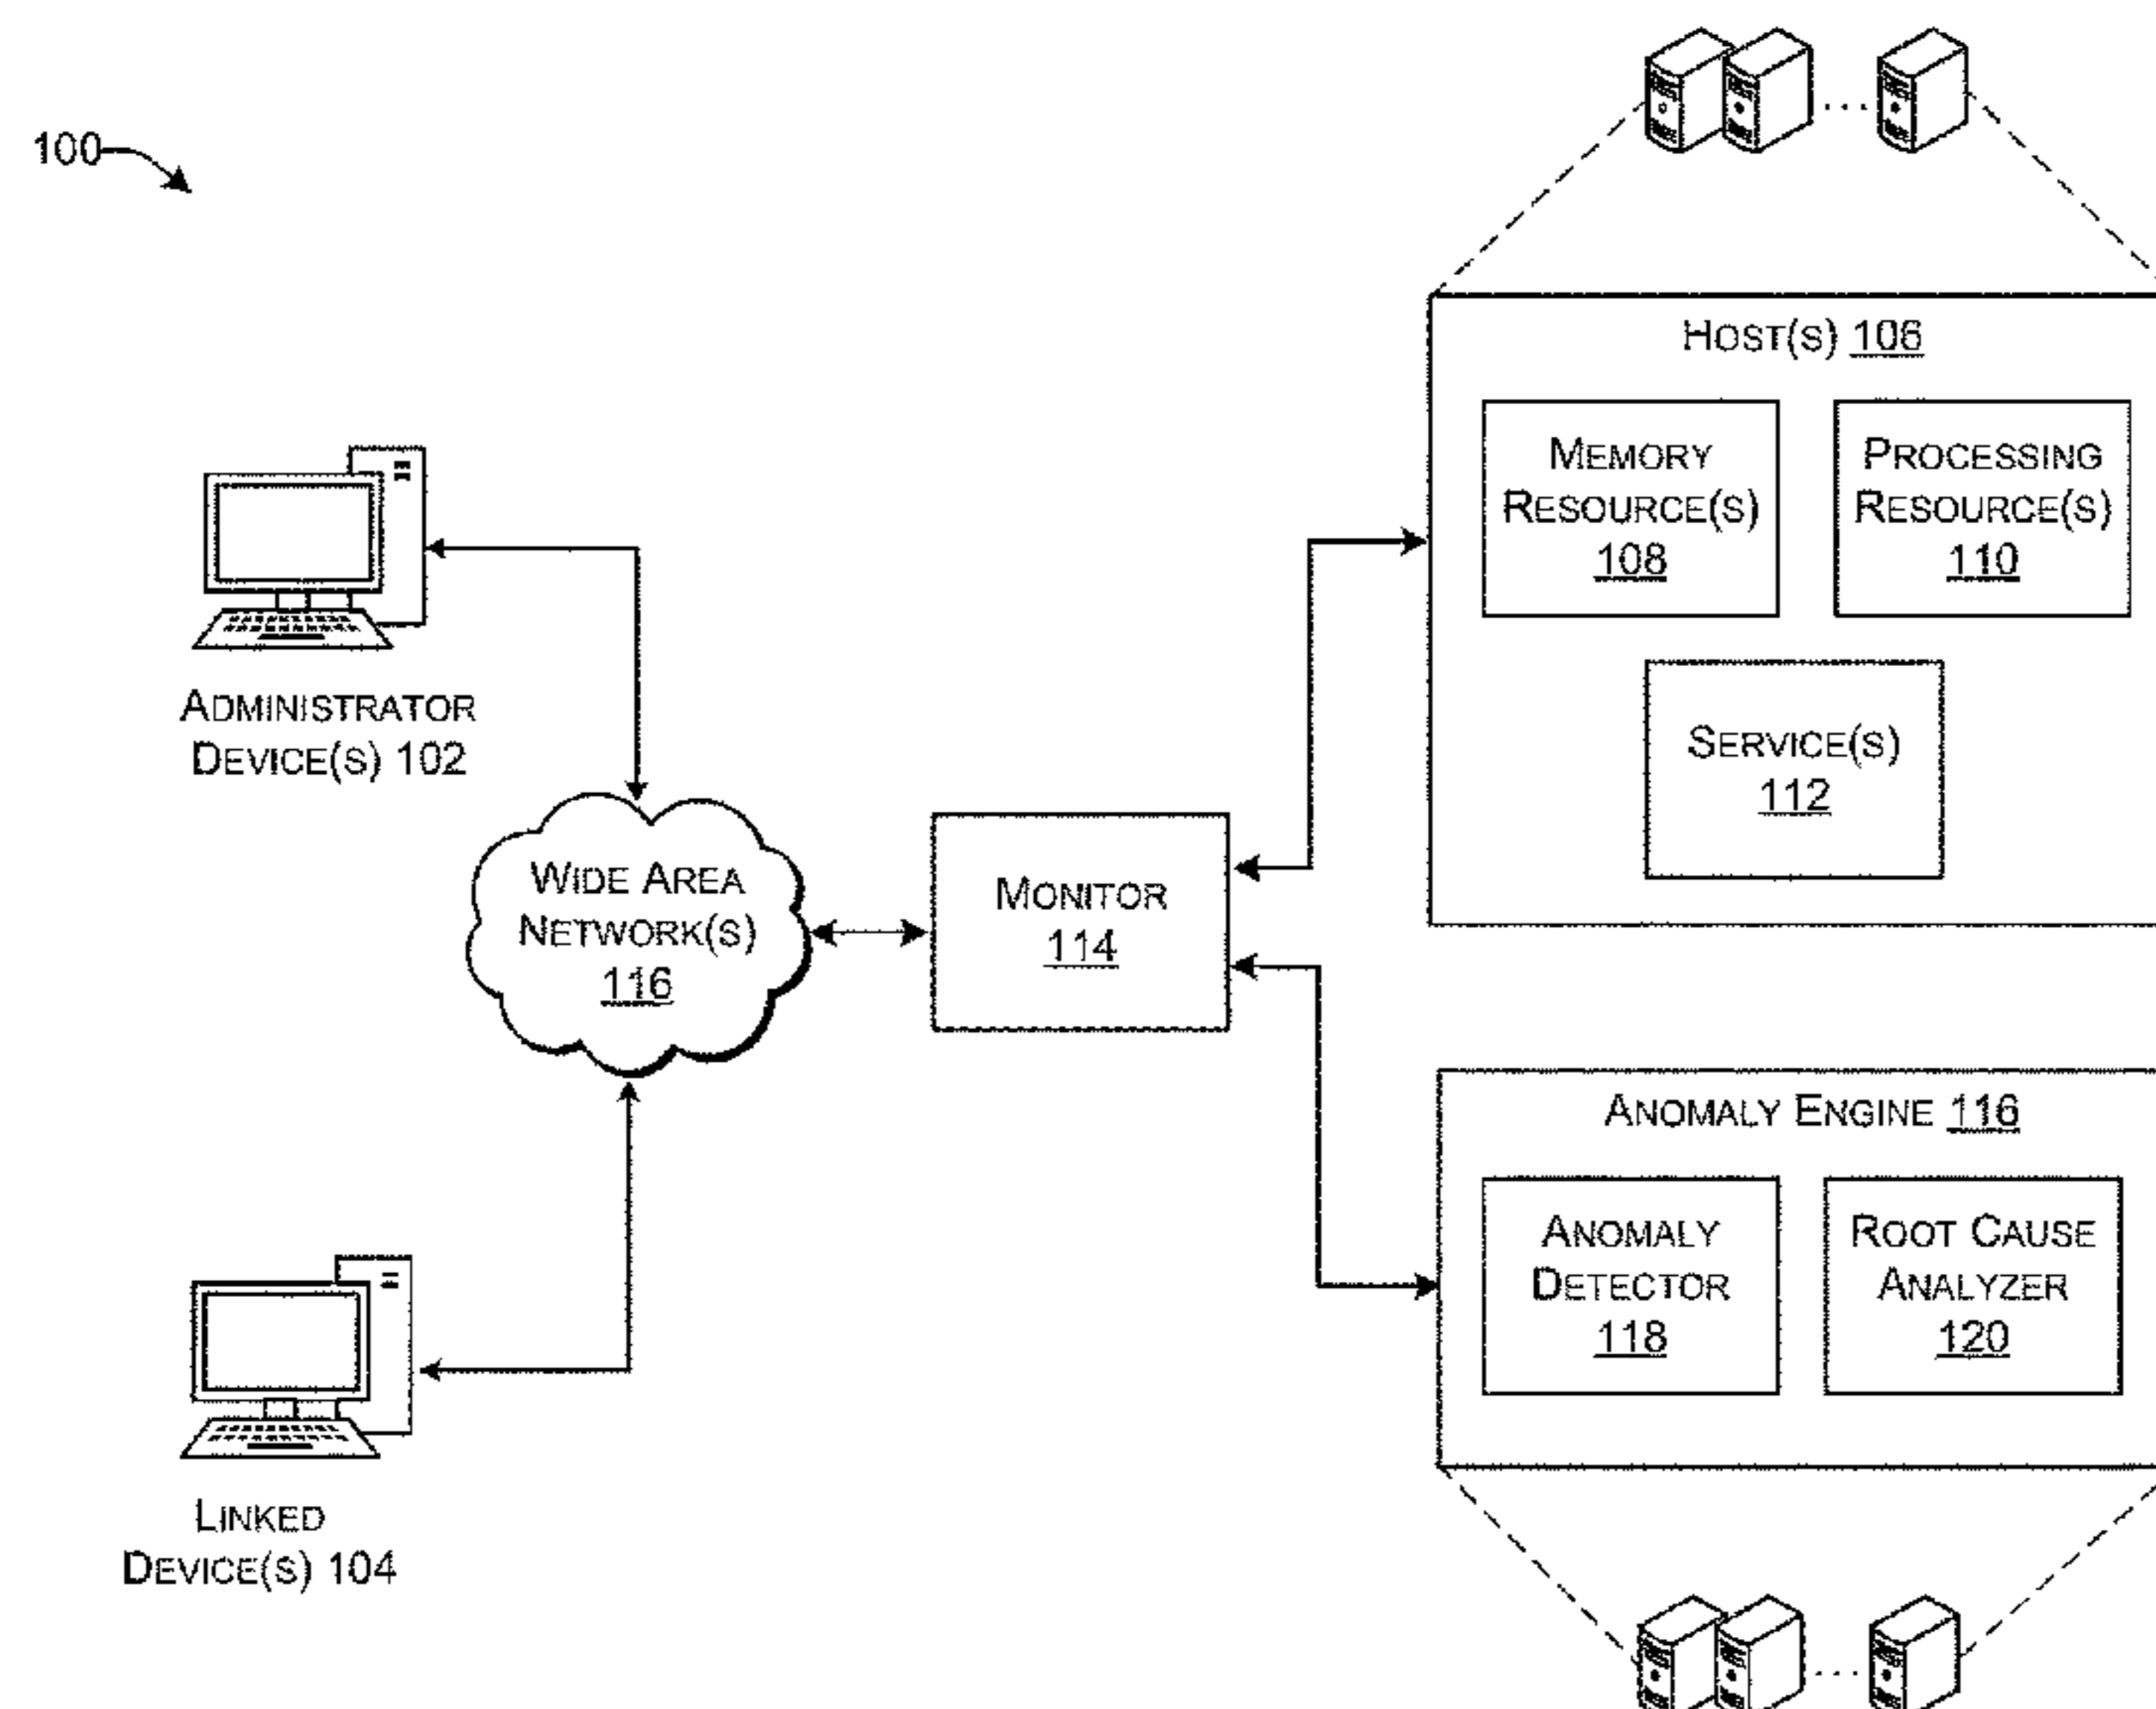 100
HOST(S) 106
MEMORY
RESOURCE(S)
108
PROCESSING
RESOURCE(S)
110
SERVICE(S)
112
ADMINISTRATOR
DEVICE(S) 102
WIDE AREA
NETWORK(S)
116
MONITOR
114
ANOMALY ENGINE 116
ANOMALY
DETECTOR
118
ROOT CAUSE
ANALYZER
120
LINKED
DEVICE(S) 104